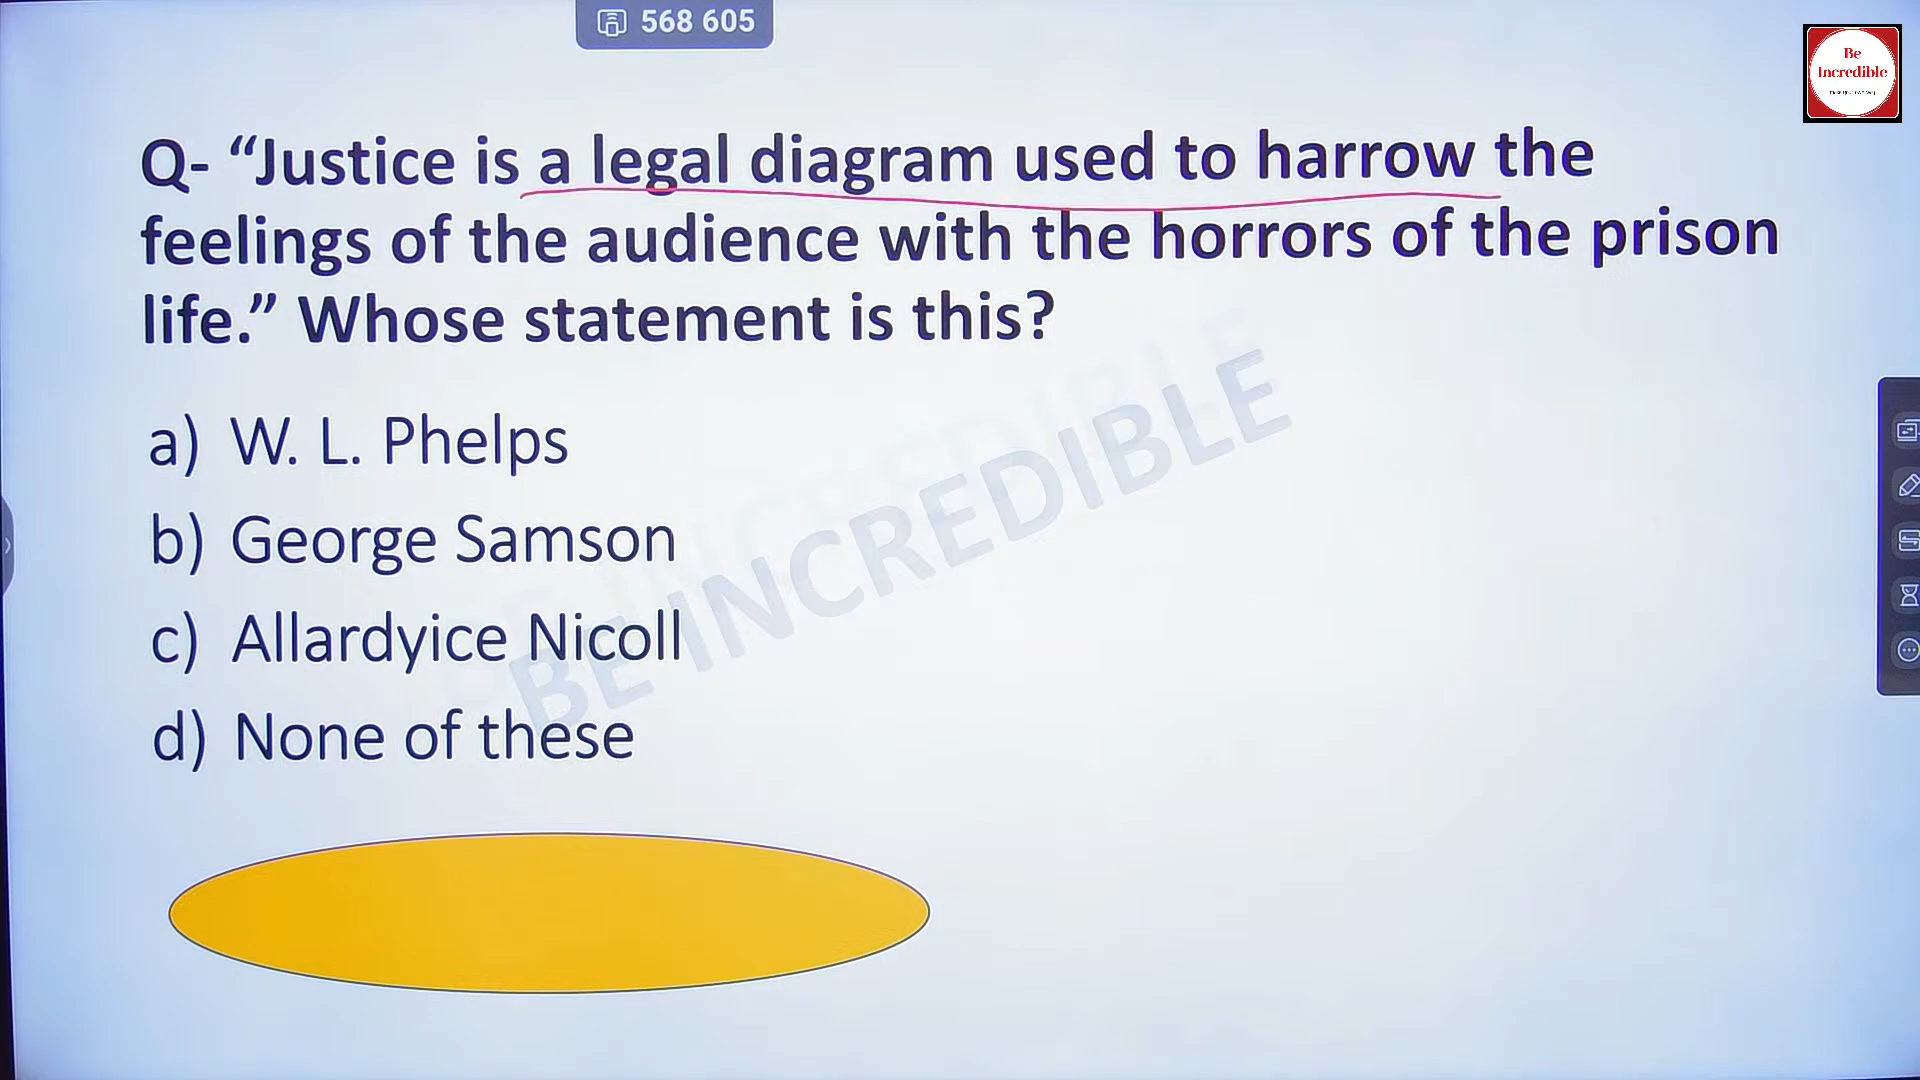 568 605
Be
Incredible
Q- “Justice is a legal diagram used to harrow the
feelings of the audience with the horrors of the prison
life.” Whose statement is this?
a) W. L. Phelps
b) George Samson
c) Allardyice Nicoll
d) None of these
BE INCREDIBLE